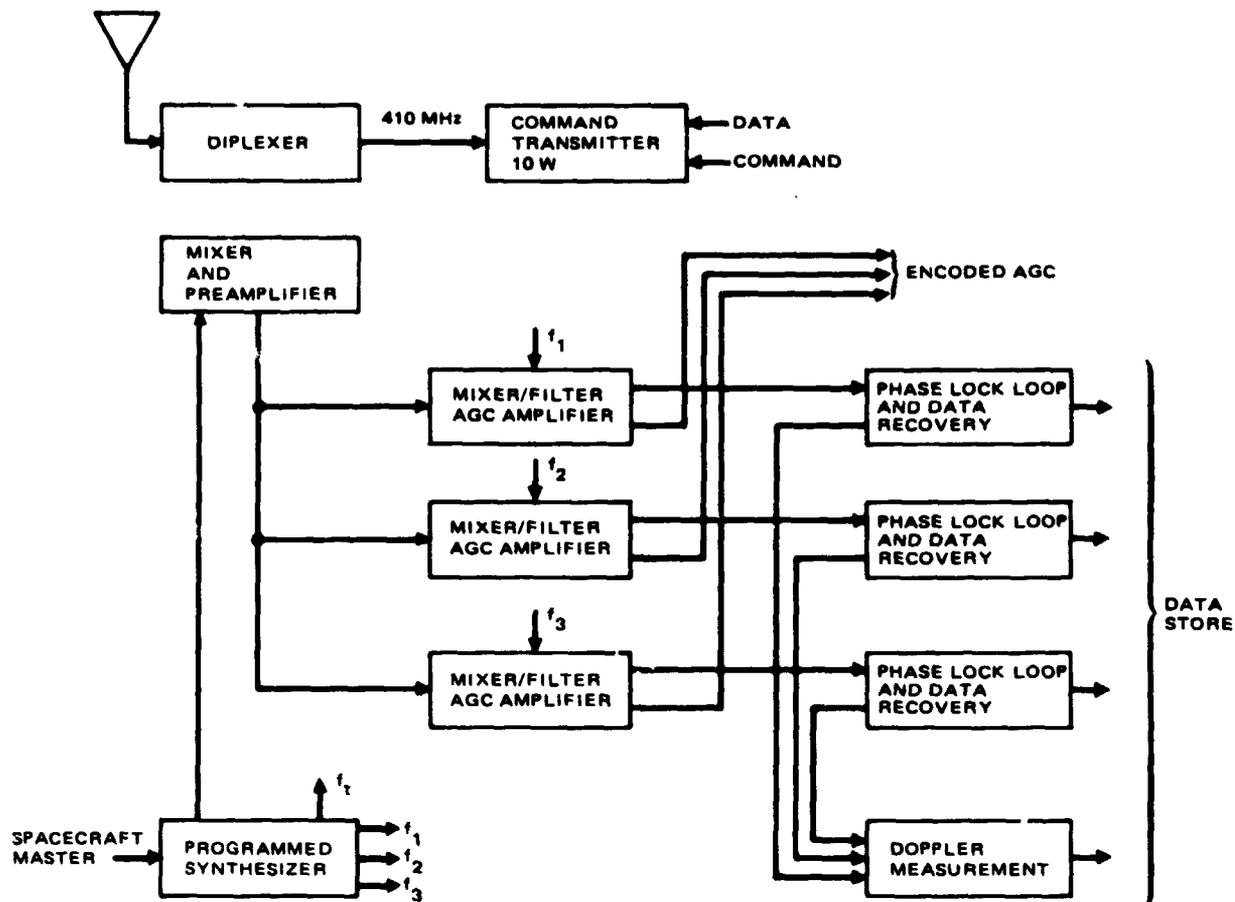 DIPLEXER
410 MHz
COMMAND
TRANSMITTER
10 W
DATA
COMMAND
MIXER
AND
PREAMPLIFIER
ENCODED AGC
f1
MIXER/FILTER
AGC AMPLIFIER
PHASE LOCK LOOP
AND DATA
RECOVERY
f2
MIXER/FILTER
AGC AMPLIFIER
PHASE LOCK LOOP
AND DATA
RECOVERY
f3
MIXER/FILTER
AGC AMPLIFIER
PHASE LOCK LOOP
AND DATA
RECOVERY
DATA
STORE
SPACECRAFT
MASTER
PROGRAMMED
SYNTHESIZER
f1
f2
f3
DOPPLER
MEASUREMENT